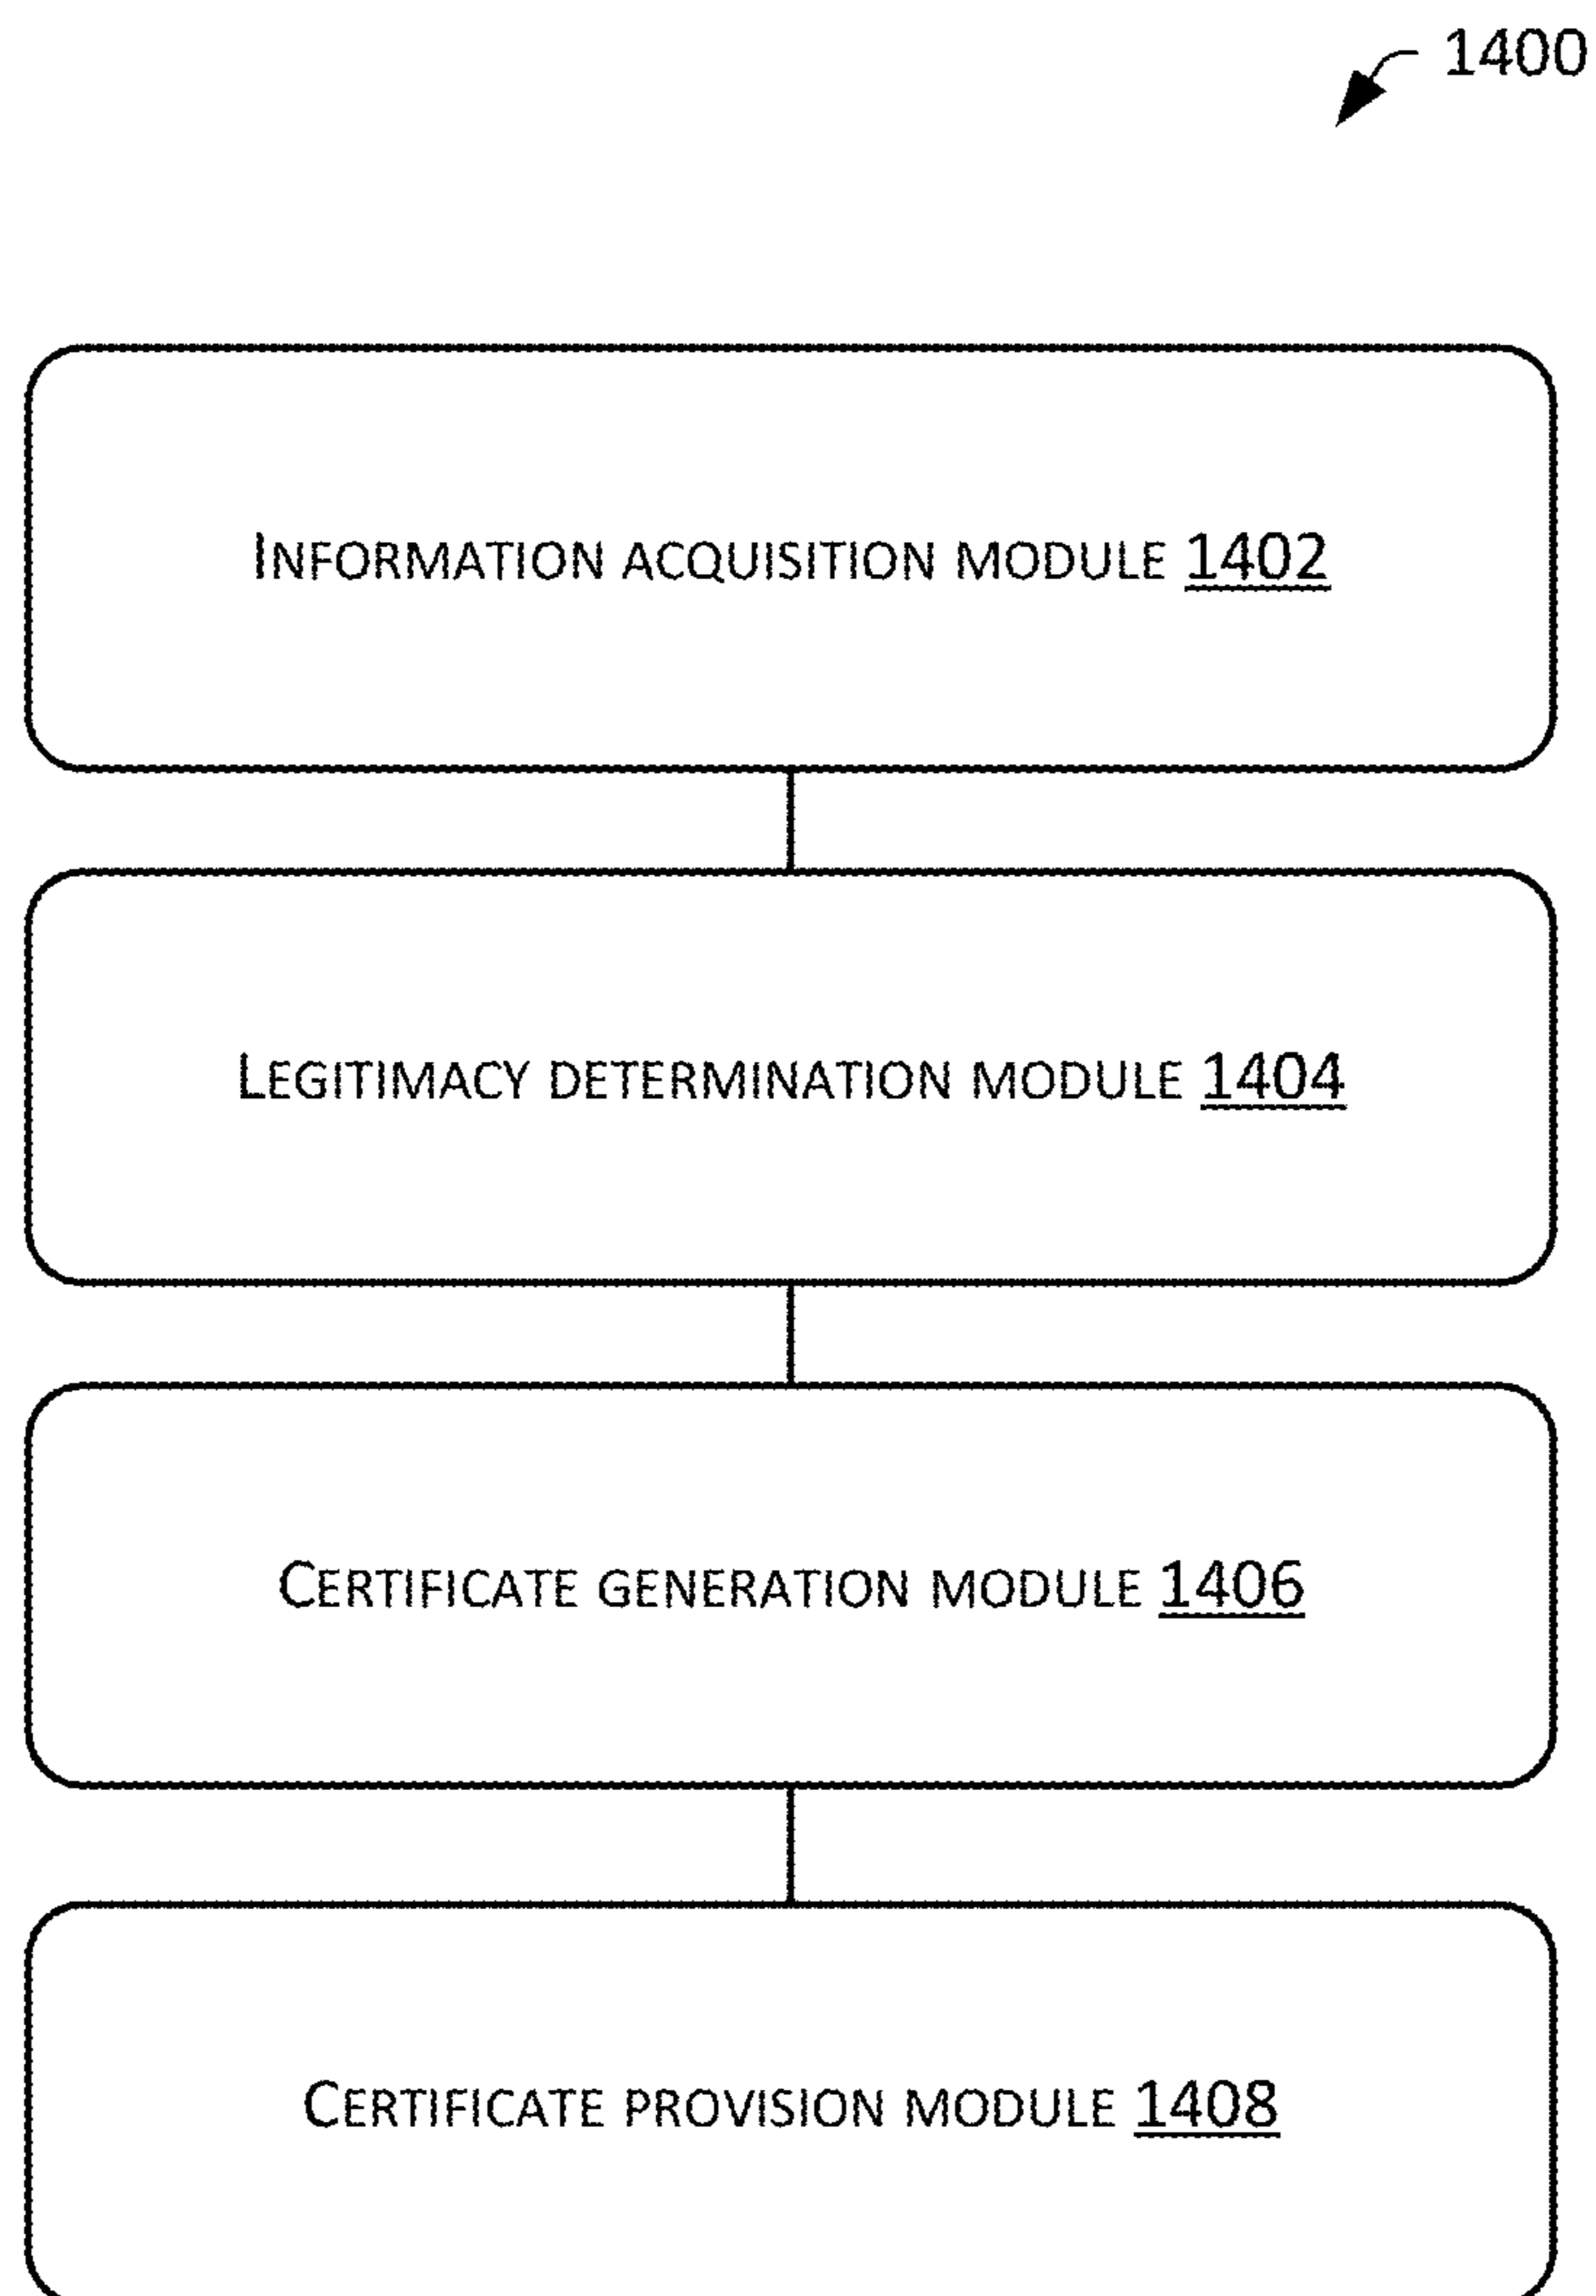 1400
INFORMATION ACQUISITION MODULE 1402
LEGITIMACY DETERMINATION MODULE 1404
CERTIFICATE GENERATION MODULE 1406
CERTIFICATE PROVISION MODULE 1408